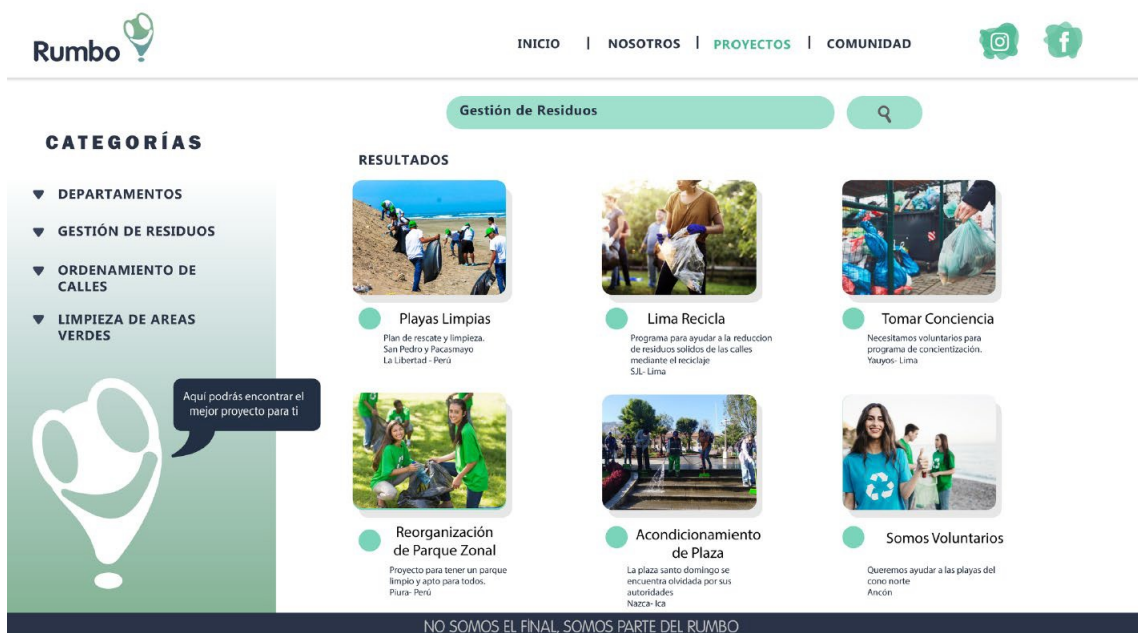 Rumbo
INICIO | NOSOTROS | PROYECTOS | COMUNIDAD
Gestión de Residuos
CATEGORÍAS
DEPARTAMENTOS
GESTIÓN DE RESIDUOS
ORDENAMIENTO DE
CALLES
LIMPIEZA DE AREAS
VERDES
Aquí podrás encontrar el
mejor proyecto para ti
RESULTADOS
Playas Limpias
Plan de rescate y limpieza.
San Pedro y Pacasmayo
La Libertad - Perú
Lima Recicla
Programa para ayudar a la reduccion
de residuos solidos de las calles
mediante el reciclaje
SJL- Lima
Tomar Conciencia
Necesitamos voluntarios para
programa de concientización.
Yauyos- Lima
Reorganización
de Parque Zonal
Proyecto para tener un parque
limpio y apto para todos.
Piura- Perú
Acondicionamiento
de Plaza
La plaza santo domingo se
encuentra olvidada por sus
autoridades
Nazca- Ica
Somos Voluntarios
Queremos ayudar a las playas del
cono norte
Ancón
NO SOMOS EL FINAL, SOMOS PARTE DEL RUMBO